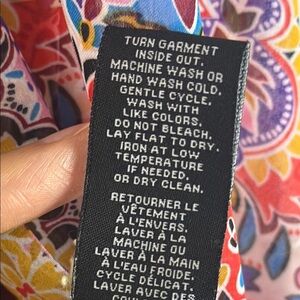 TURN GARMENT
INSIDE OUT.
MACHINE WASH OR
HAND WASH COLD.
GENTLE CYCLE.
WASH WITH
LIKE COLORS.
DO NOT BLEACH.
LAY FLAT TO DRY.
IRON AT LOW
TEMPERATURE
IF NEEDED.
OR DRY CLEAN.
RETOURNER LE
VÊTEMENT
À L'ENVERS.
LAVER À LA
MACHINE OU
LAVER À LA MAIN
À L'EAU FROIDE.
CYCLE DÉLICAT.
LAVER AVEC DES